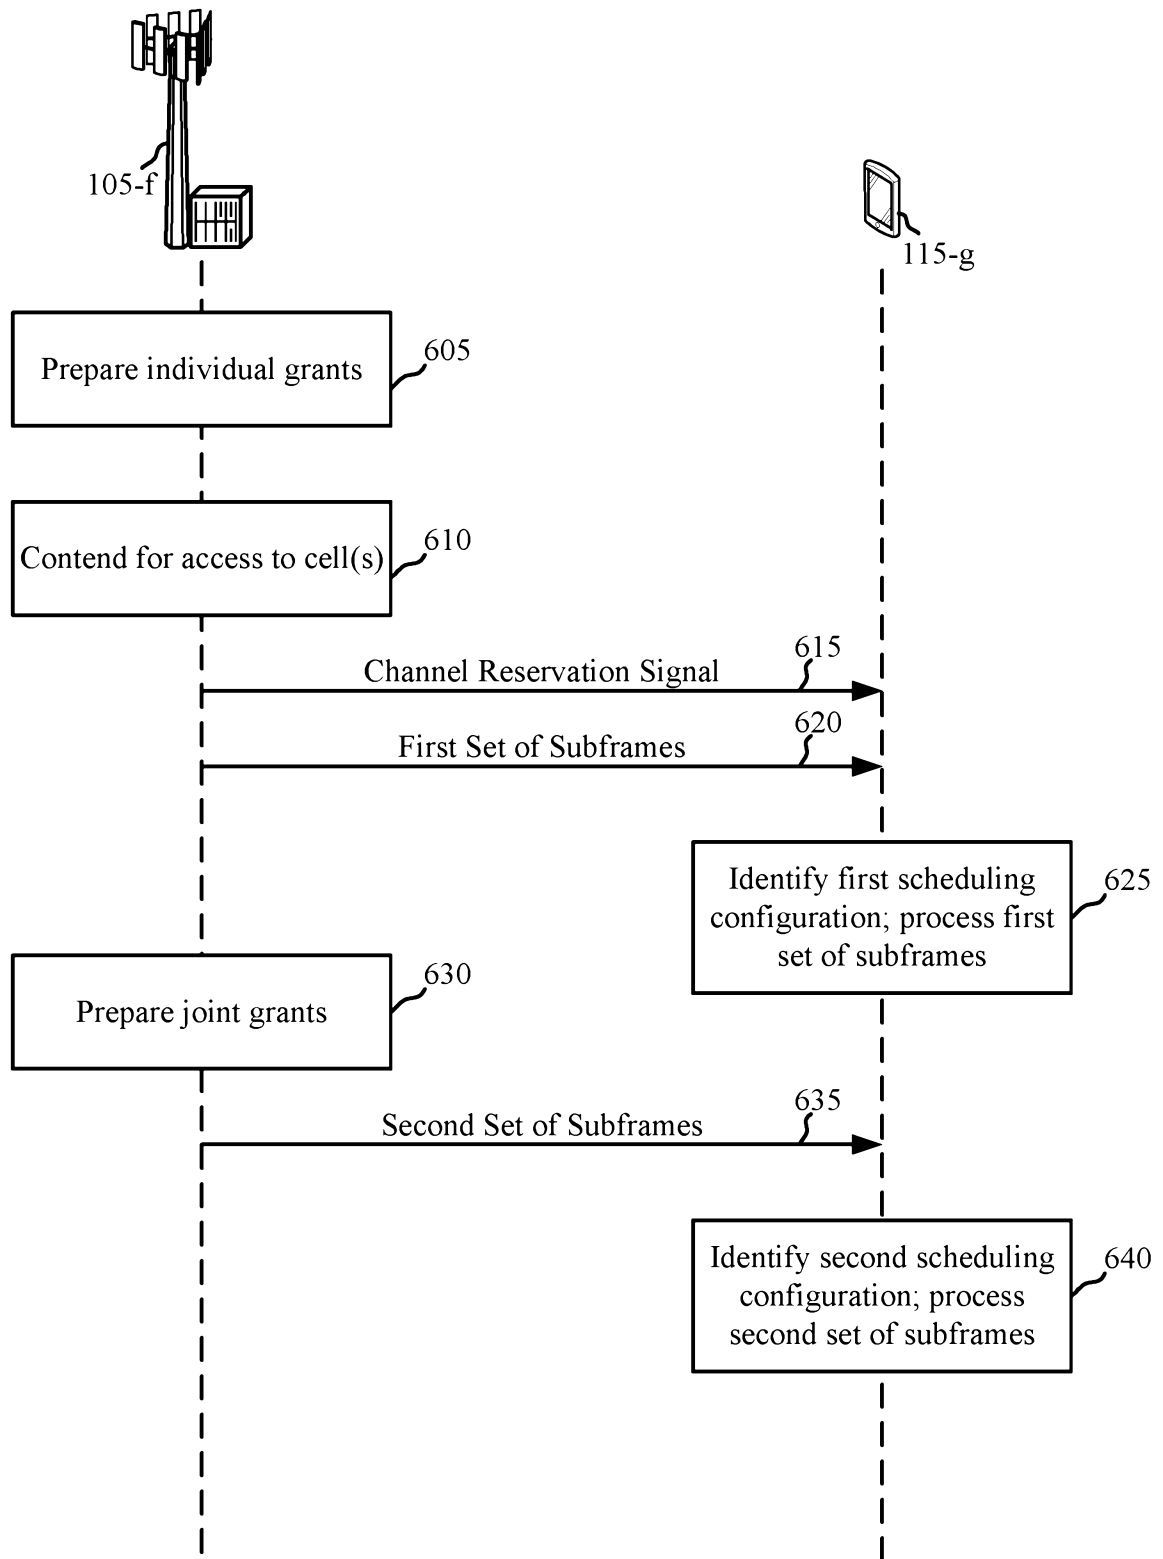 105-f
115-g
605
Prepare individual grants
610
Contend for access to cell(s)
615
Channel Reservation Signal
620
First Set of Subframes
625
Identify first scheduling
configuration; process first
set of subframes
630
Prepare joint grants
635
Second Set of Subframes
640
Identify second scheduling
configuration; process
second set of subframes